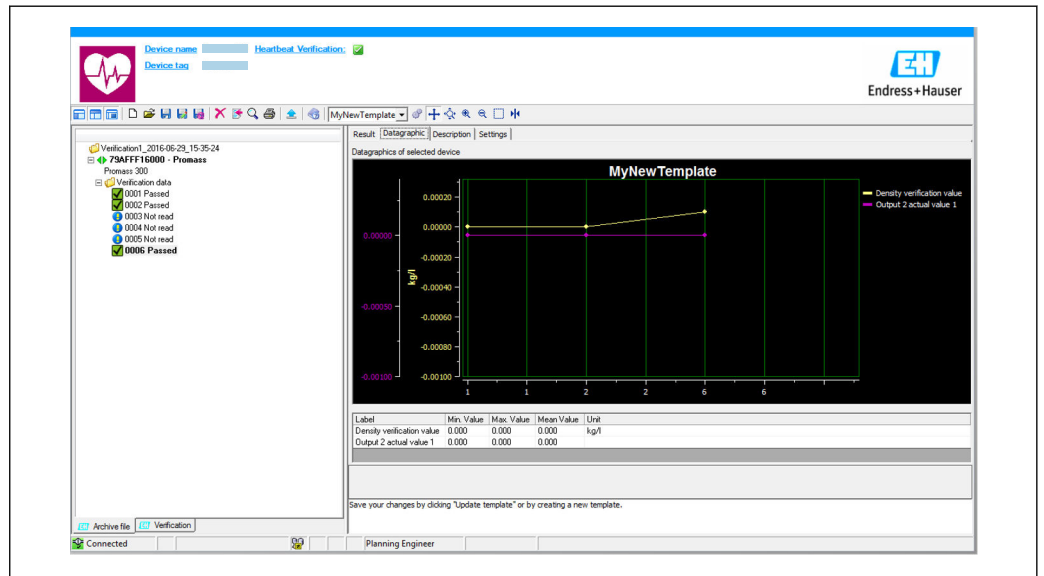 Device name Heartbeat Verification:
Device tag
EH
Endress+Hauser
MyNewTemplate
Result Datagraphic Description Settings
Verification1_2016-06-29_15-35-24
79AFFF16000 - Promass
Promass 300
Verification data
0001 Passed
0002 Passed
0003 Not read
0004 Not read
0005 Not read
0006 Passed
Datagraphics of selected device
MyNewTemplate
0.00020
0.00000
-0.00020
-0.00040
-0.00060
-0.00080
-0.00100
0.00000
-0.00050
-0.00100
kg/l
1 1 2 2 6 6
Density verification value
Output 2 actual value 1
Label Min. Value Max. Value Mean Value Unit
Density verification value 0.000 0.000 0.000 kg/l
Output 2 actual value 1 0.000 0.000 0.000
Save your changes by clicking "Update template" or by creating a new template.
Archive file Verification
Connected Planning Engineer